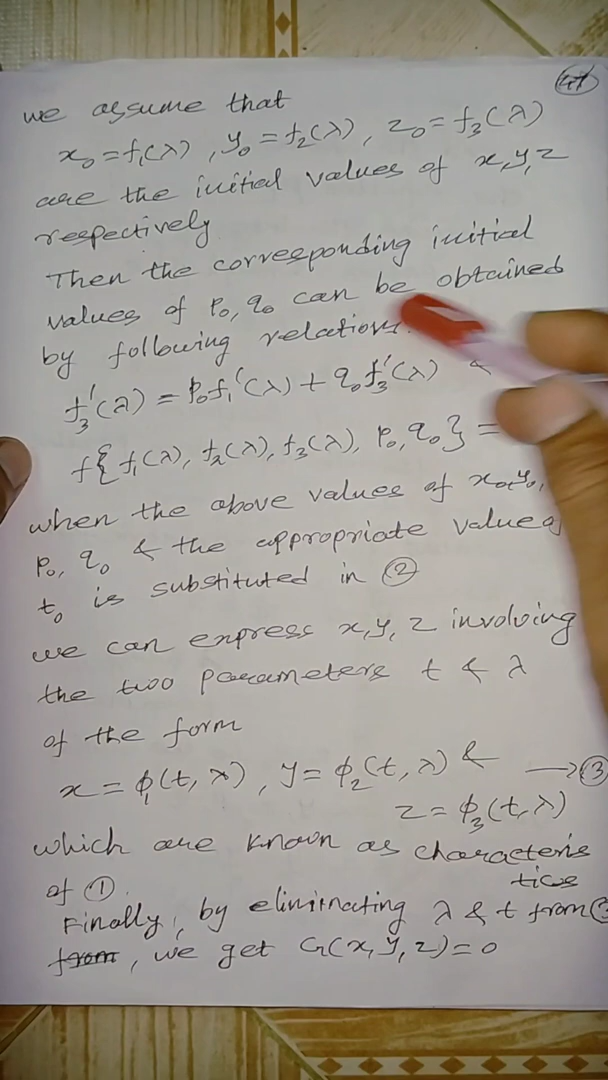 47
we assume that
x₀ = f₁(λ), y₀ = f₂(λ), z₀ = f₃(λ)
are the initial values of x, y, z
respectively
Then the corresponding initial
values of p₀, q₀ can be obtained
by following relations.
f₃'(λ) = p₀f₁'(λ) + q₀f₃'(λ) &
f{f₁(λ), f₂(λ), f₃(λ), p₀, q₀} =
when the above values of x₀, y₀,
p₀, q₀ & the appropriate value of
t₀ is substituted in ②
we can express x, y, z involving
the two parameters t & λ
of the form
x = ϕ₁(t, λ), y = ϕ₂(t, λ) & → ③
z = ϕ₃(t, λ)
which are known as characteris
tics
of ①.
Finally, by eliminating λ & t from ③
, we get G(x, y, z) = 0